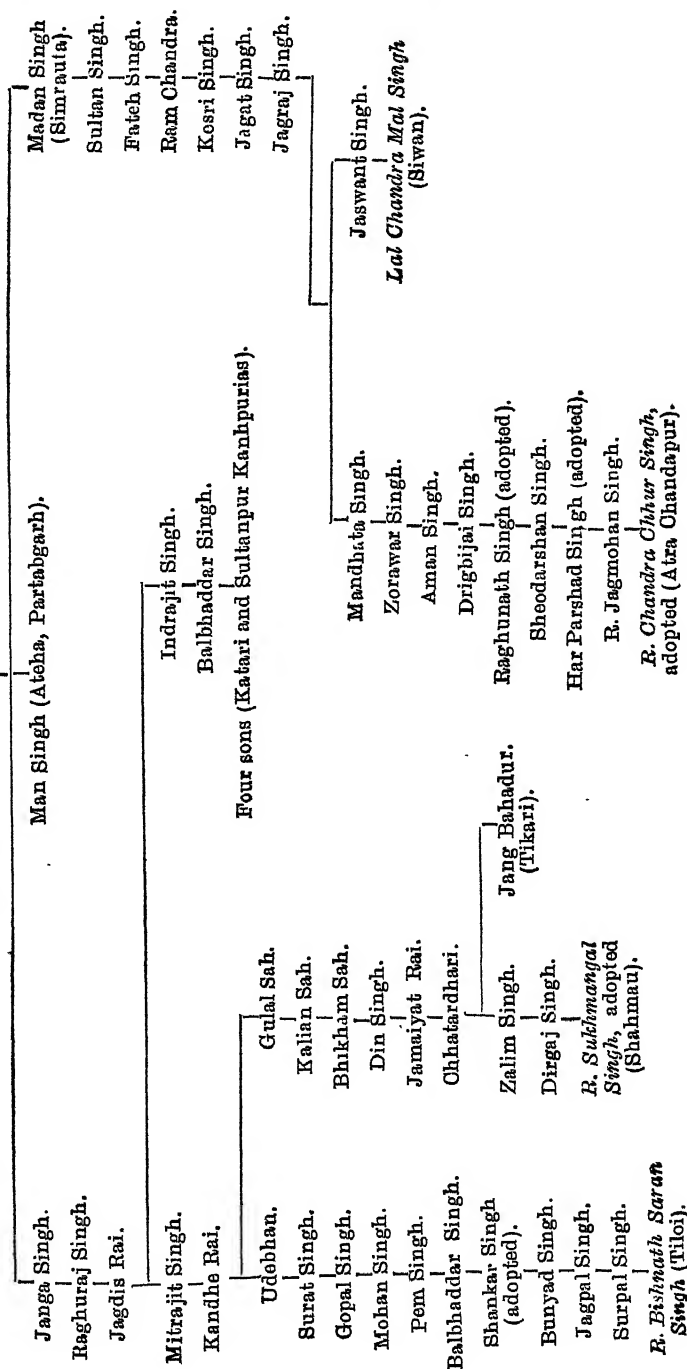 Janga Singh.
Raghuraj Singh.
Jagdis Rai.
Mitrajit Singh.
Kandhe Rai.
Udebhan.
Surat Singh.
Gopal Singh.
Mohan Singh.
Pem Singh.
Balbhaddar Singh.
Shankar Singh
(adopted).
Bunyad Singh.
Jagpal Singh.
Surpal Singh.
R. Bishnath Saran
Singh (Tiloi).
Gulal Sah.
Kalian Sah.
Bhikham Sah.
Din Singh.
Jamaiyat Rai.
Chhatardhari.
Zalim Singh.
Dirgaj Singh.
R. Sukhmangal
Singh, adopted
(Shahmau).
Jang Bahadur.
(Tikari).
Indrajit Singh.
Balbhaddar Singh.
Four sons (Katari and Sultanpur Kanhpurias).
Man Singh (Ateha, Partabgarh).
Madan Singh
(Simrauta).
Sultan Singh.
Fateh Singh.
Ram Chandra.
Kesri Singh.
Jagat Singh.
Jagraj Singh.
Mandhata Singh.
Zorawar Singh.
Aman Singh.
Drigbijai Singh.
Raghunath Singh (adopted).
Sheodarshan Singh.
Har Parshad Singh (adopted).
R. Jagmohan Singh.
R. Chandra Chhur Singh,
adopted (Atra Chandapur).
Jaswant Singh.
Lal Chandra Mal Singh
(Siwan).